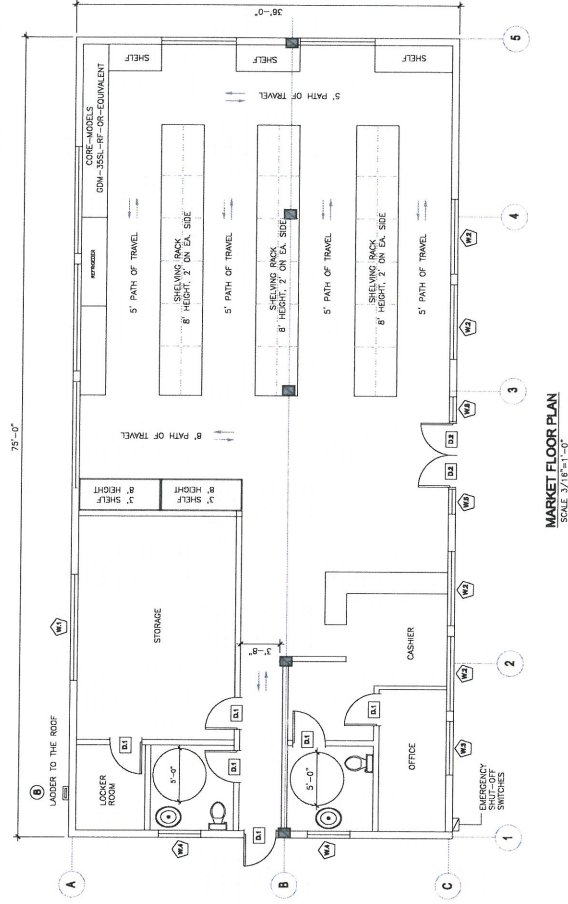 75'-0"
36'-0"
A
B
C
1
2
3
4
5
8
LADDER TO THE ROOF
W.1
LOCKER
ROOM
D.1
STORAGE
D.1
D.1
5'-0"
W.4
D.1
3'-8"
3' SHELF
8' HEIGHT
3' SHELF
8' HEIGHT
8' PATH OF TRAVEL
CORE-MODELS
GDM-35SL-RF-OR-EQUIVALENT
SHELF
SHELF
SHELF
5' PATH OF TRAVEL
5' PATH OF TRAVEL
SHELVING RACK
8' HEIGHT, 2' ON EA. SIDE
5' PATH OF TRAVEL
SHELVING RACK
8' HEIGHT, 2' ON EA. SIDE
5' PATH OF TRAVEL
SHELVING RACK
8' HEIGHT, 2' ON EA. SIDE
5' PATH OF TRAVEL
W.4
5'-0"
D.1
D.1
OFFICE
CASHIER
EMERGENCY
SHUT-OFF
SWITCHES
W.3
W.2
W.2
D.2
D.2
W.2
W.2
MARKET FLOOR PLAN
SCALE 3/16"=1'-0"